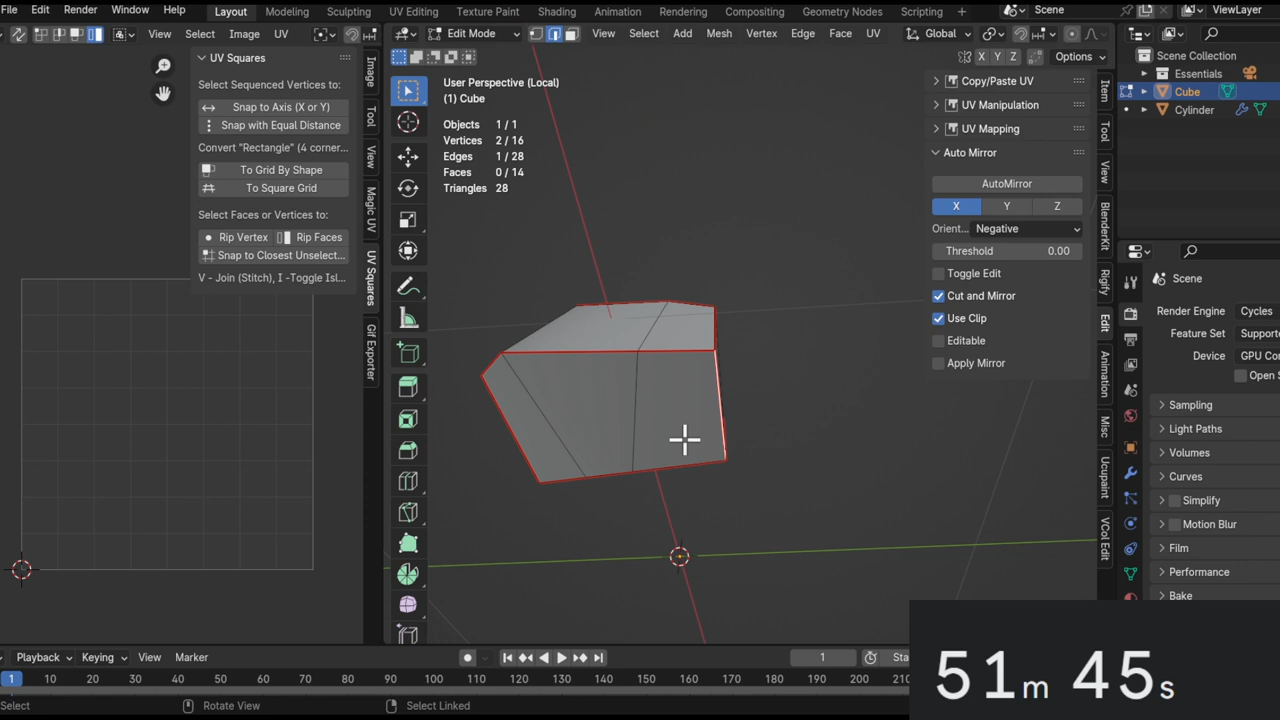 File Edit Render Window Help Layout Modeling Sculpting UV Editing Texture Paint Shading Animation Rendering Compositing Geometry Nodes Scripting + Scene ViewLayer
View Select Image UV
Edit Mode View Select Add Mesh Vertex Edge Face UV Global
X Y Z Options
UV Squares
Select Sequenced Vertices to:
Snap to Axis (X or Y)
Snap with Equal Distance
Convert "Rectangle" (4 corner...
To Grid By Shape
To Square Grid
Select Faces or Vertices to:
Rip Vertex Rip Faces
Snap to Closest Unselect...
V - Join (Stitch), I -Toggle Isl...
Image
Tool
View
Magic UV
UV Squares
Gif Exporter
User Perspective (Local)
(1) Cube
Objects 1 / 1
Vertices 2 / 16
Edges 1 / 28
Faces 0 / 14
Triangles 28
Copy/Paste UV
UV Manipulation
UV Mapping
Auto Mirror
AutoMirror
X Y Z
Orient... Negative
Threshold 0.00
Toggle Edit
Cut and Mirror
Use Clip
Editable
Apply Mirror
Item
Tool
View
BlenderKit
Rigify
Edit
Animation
Misc
Ucupaint
VCol Edit
Scene Collection
Essentials
Cube
Cylinder
Scene
Render Engine Cycles
Feature Set Supporte
Device GPU Cor
Open S
Sampling
Light Paths
Volumes
Curves
Simplify
Motion Blur
Film
Performance
Bake
Playback Keying View Marker 1 Sta
1 10 20 30 40 50 60 70 80 90 100 110 120 130 140 150 160 170 180 190 200 210
Select Rotate View Select Linked
51m 45s